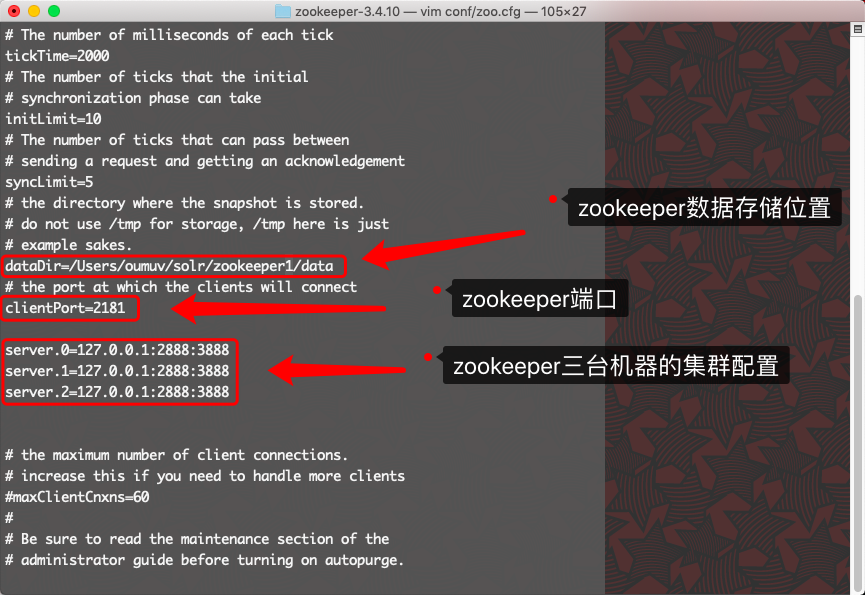 zookeeper-3.4.10 — vim conf/zoo.cfg — 105×27
# The number of milliseconds of each tick
tickTime=2000
# The number of ticks that the initial
# synchronization phase can take
initLimit=10
# The number of ticks that can pass between
# sending a request and getting an acknowledgement
syncLimit=5
# the directory where the snapshot is stored.
# do not use /tmp for storage, /tmp here is just
zookeeper数据存储位置
# example sakes.
dataDir=/Users/oumuv/solr/zookeeper1/data
# the port at which the clients will connect
zookeeper端口
clientPort=2181
server.0=127.0.0.1:2888:3888
server.1=127.0.0.1:2888:3888
zookeeper三台机器的集群配置
server.2=127.0.0.1:2888:3888
# the maximum number of client connections.
# increase this if you need to handle more clients
#maxClientCnxns=60
#
# Be sure to read the maintenance section of the
# administrator guide before turning on autopurge.